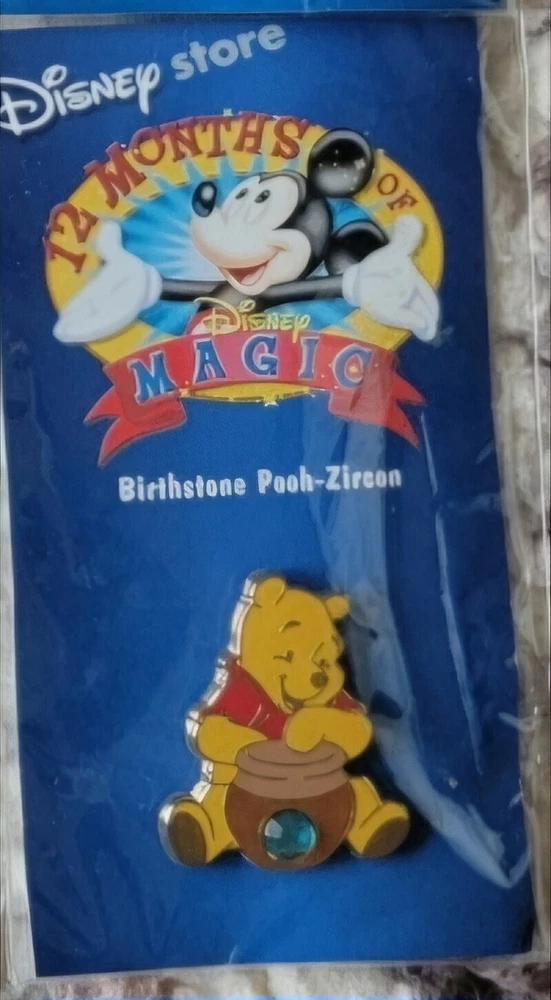 Disney store
12 MONTHS OF
Disney
MAGIC
Birthstone Pooh-Zircon